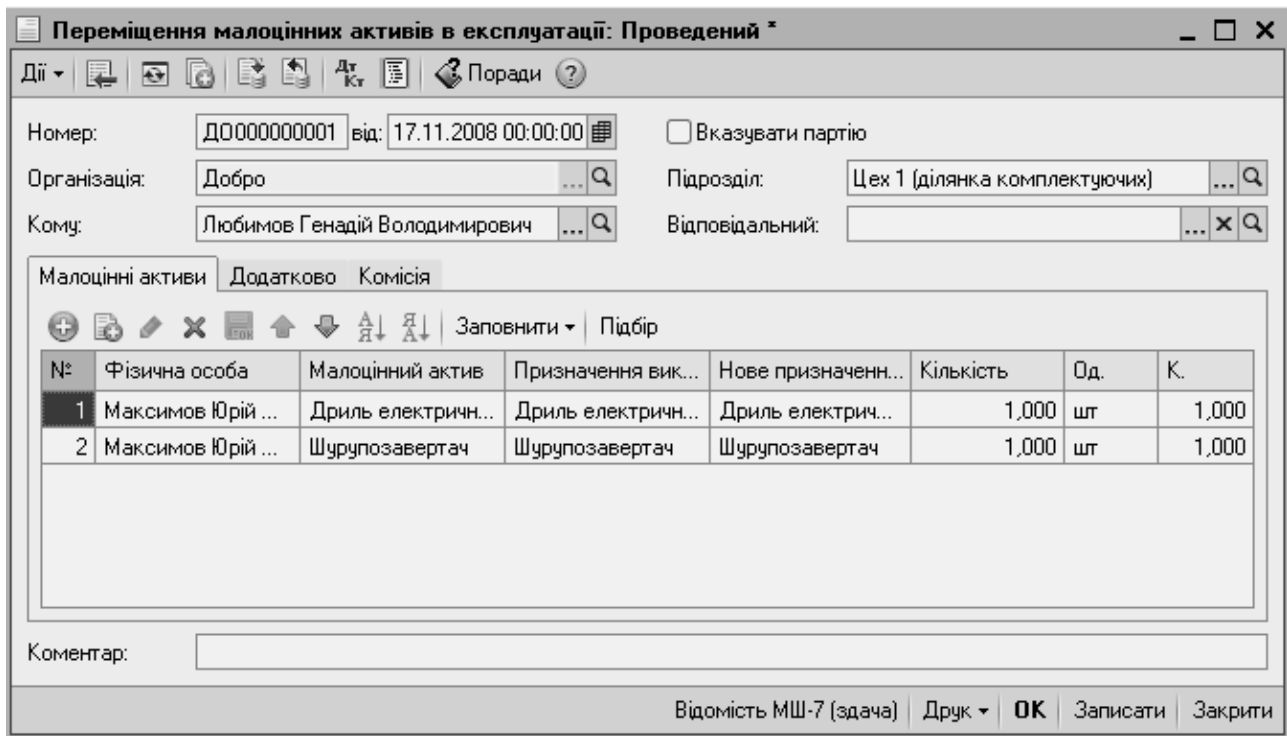 Переміщення малоцінних активів в експлуатації: Проведений *
Дії Дт Кт Поради ?
Номер: ДО000000001 від: 17.11.2008 00:00:00 Вказувати партію
Організація: Добро ... Підрозділ: Цех 1 (ділянка комплектуючих) ...
Кому: Любимов Генадій Володимирович ... Відповідальний: ...
Малоцінні активи Додатково Комісія
Заповнити Підбір
№ Фізична особа Малоцінний актив Призначення вик... Нове призначенн... Кількість Од. К.
1 Максимов Юрій ... Дриль електричн... Дриль електричн... Дриль електрич... 1,000 шт 1,000
2 Максимов Юрій ... Шурупозавертач Шурупозавертач Шурупозавертач 1,000 шт 1,000
Коментар:
Відомість МШ-7 (здача) Друк OK Записати Закрити